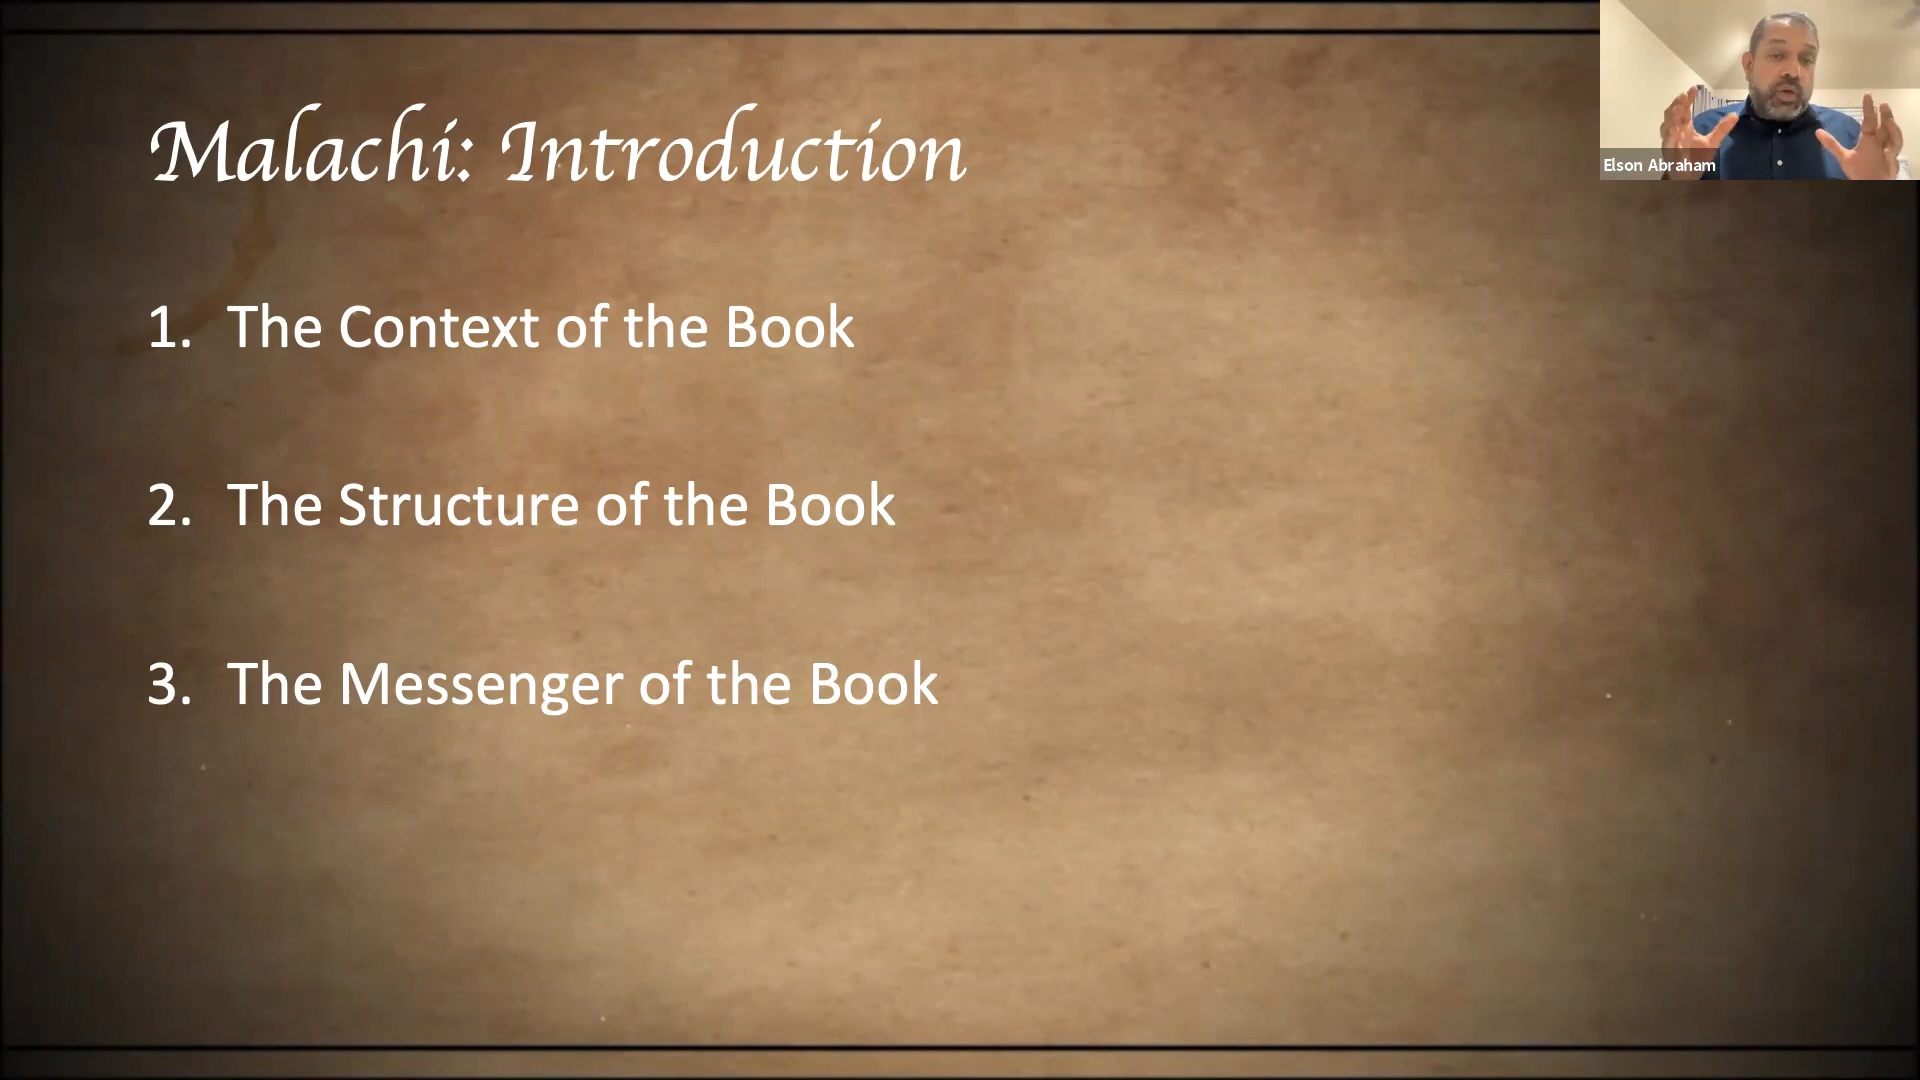 Malachi: Introduction
1. The Context of the Book
2. The Structure of the Book
3. The Messenger of the Book
Elson Abraham